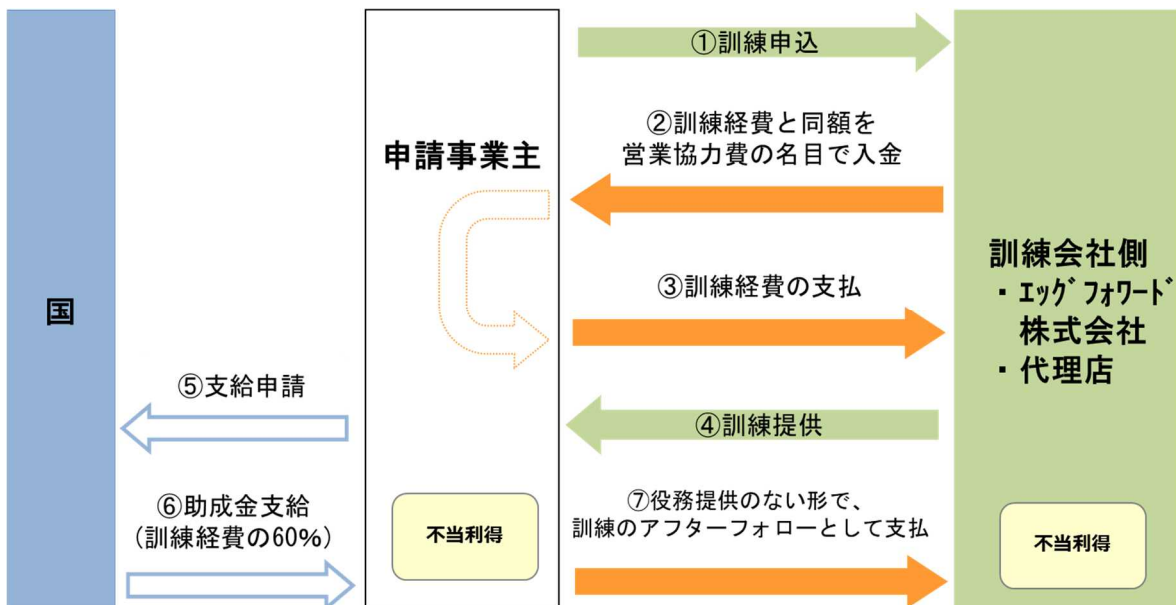 国
申請事業主
①訓練申込
②訓練経費と同額を
営業協力費の名目で入金
③訓練経費の支払
④訓練提供
⑤支給申請
⑥助成金支給
(訓練経費の60%)
⑦役務提供のない形で、
訓練のアフターフォローとして支払
不当利得
訓練会社側
・ｴｯｸﾞﾌｫﾜｰﾄﾞ
株式会社
・代理店
不当利得